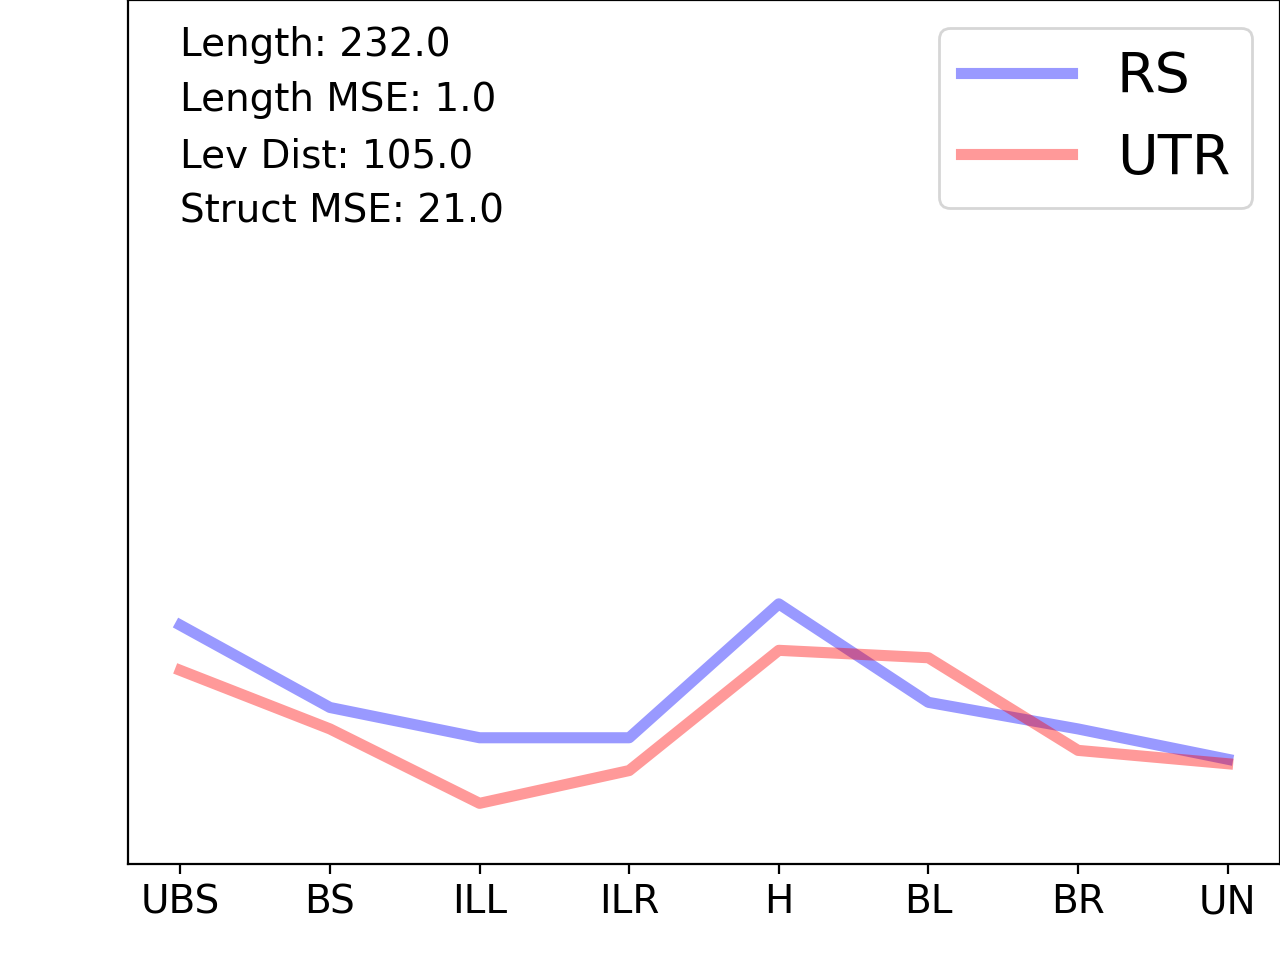 Length: 232.0
Length MSE: 1.0
Lev Dist: 105.0
Struct MSE: 21.0
RS
UTR
UBS BS ILL ILR H BL BR UN